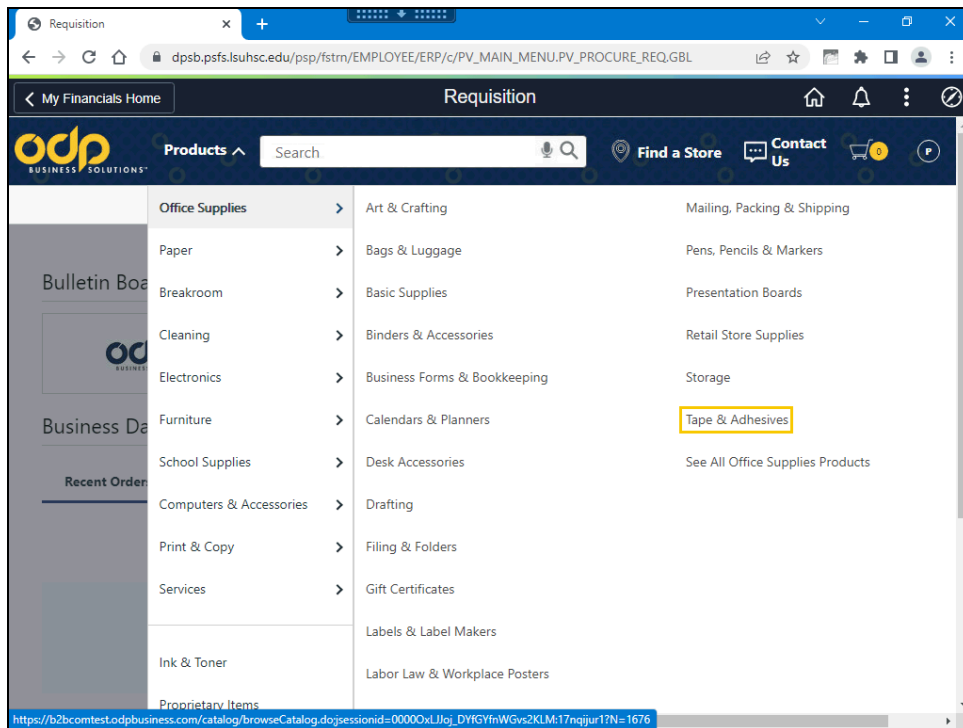 Requisition
dpsb.psfs.lsuhsc.edu/psp/fstrn/EMPLOYEE/ERP/c/PV_MAIN_MENU.PV_PROCURE_REQ.GBL
My Financials Home
Requisition
odp
BUSINESS SOLUTIONS
Products
Search
Find a Store
Contact Us
0
P
Bulletin Boa
od
BUSINES
Business Da
Recent Order
Office Supplies
Paper
Breakroom
Cleaning
Electronics
Furniture
School Supplies
Computers & Accessories
Print & Copy
Services
Ink & Toner
Proprietary Items
Art & Crafting
Bags & Luggage
Basic Supplies
Binders & Accessories
Business Forms & Bookkeeping
Calendars & Planners
Desk Accessories
Drafting
Filing & Folders
Gift Certificates
Labels & Label Makers
Labor Law & Workplace Posters
Mailing, Packing & Shipping
Pens, Pencils & Markers
Presentation Boards
Retail Store Supplies
Storage
Tape & Adhesives
See All Office Supplies Products
https://b2bcomtest.odpbusiness.com/catalog/browseCatalog.do;jsessionid=0000OxLJJoj_DYfGYfnWGvs2KLM:17nqijur1?N=1676